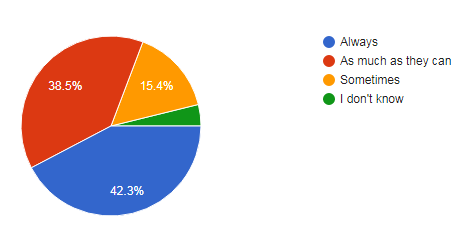 38.5%
15.4%
42.3%
Always
As much as they can
Sometimes
I don't know